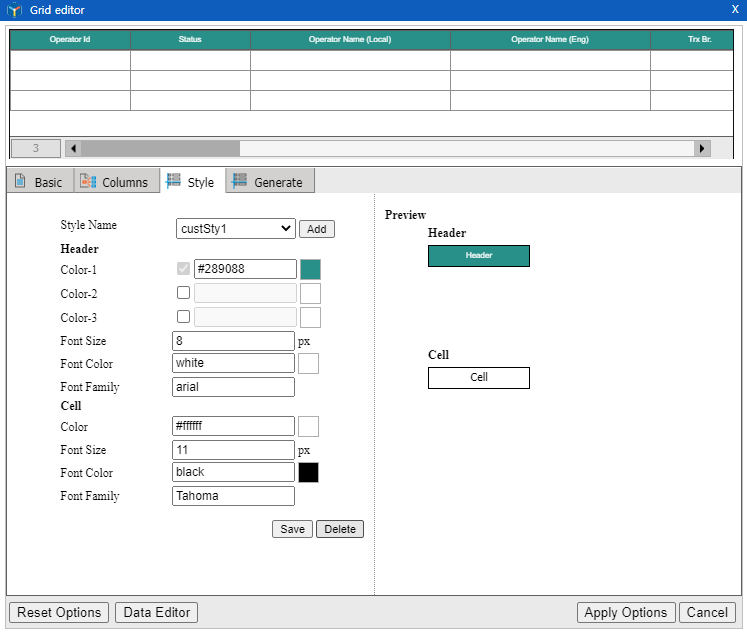 Grid editor X
Operator Id Status Operator Name (Local) Operator Name (Eng) Trx Br.
3
Basic Columns Style Generate
Style Name custSty1 Add
Header
Color-1 #289088
Color-2
Color-3
Font Size 8 px
Font Color white
Font Family arial
Cell
Color #ffffff
Font Size 11 px
Font Color black
Font Family Tahoma
Save Delete
Preview
Header
Header
Cell
Cell
Reset Options Data Editor Apply Options Cancel